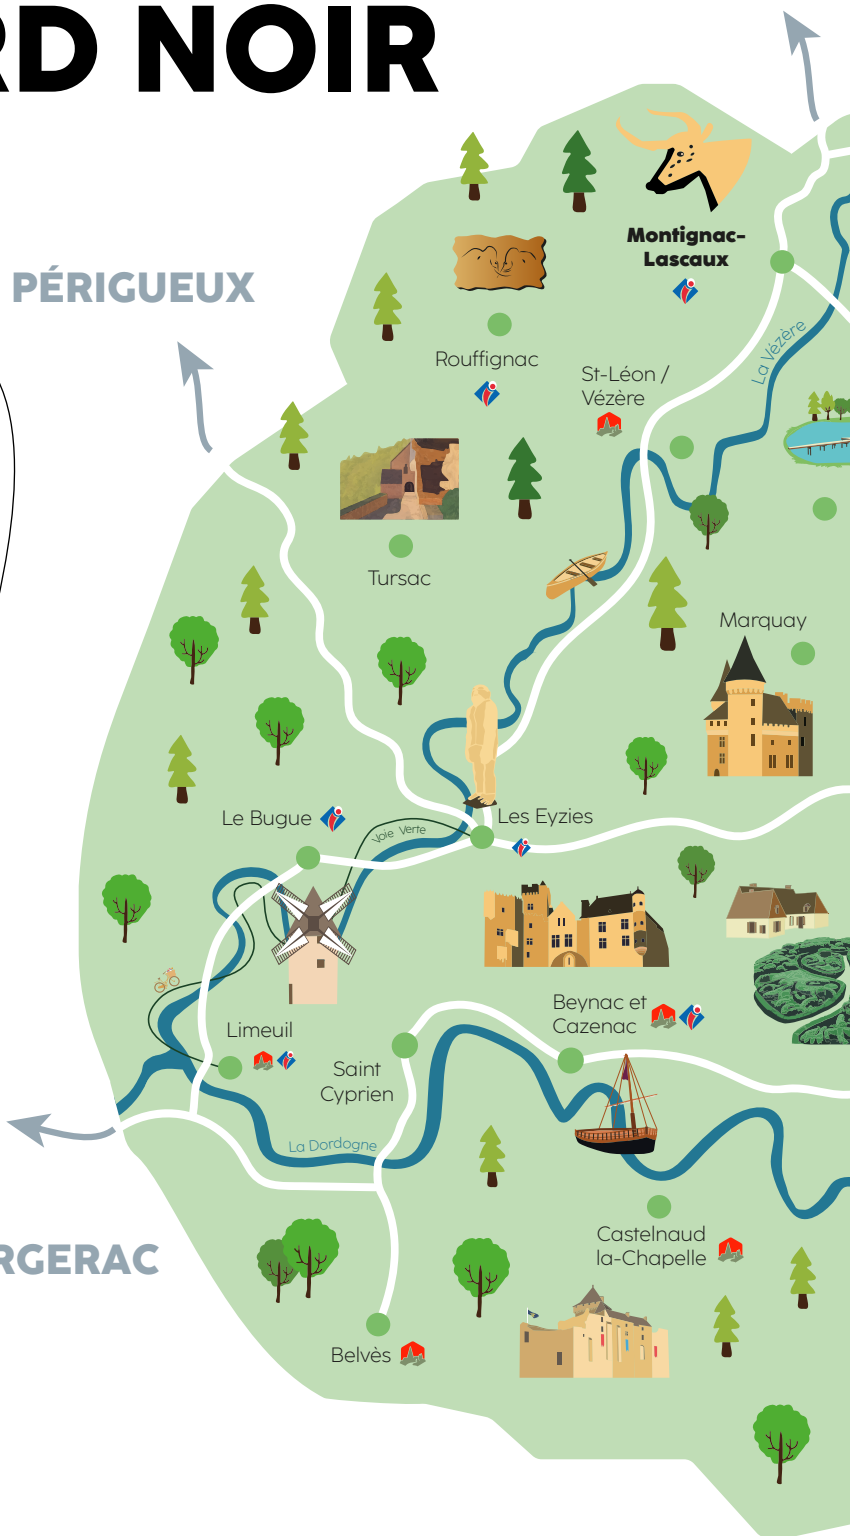 RD NOIR
Montignac-
Lascaux
PÉRIGUEUX
La Vézère
Rouffignac
St-Léon /
Vézère
Tursac
Marquay
Le Bugue
Voie Verte
Les Eyzies
Beynac et
Cazenac
Limeuil
Saint
Cyprien
La Dordogne
Castelnaud
la-Chapelle
RGERAC
Belvès